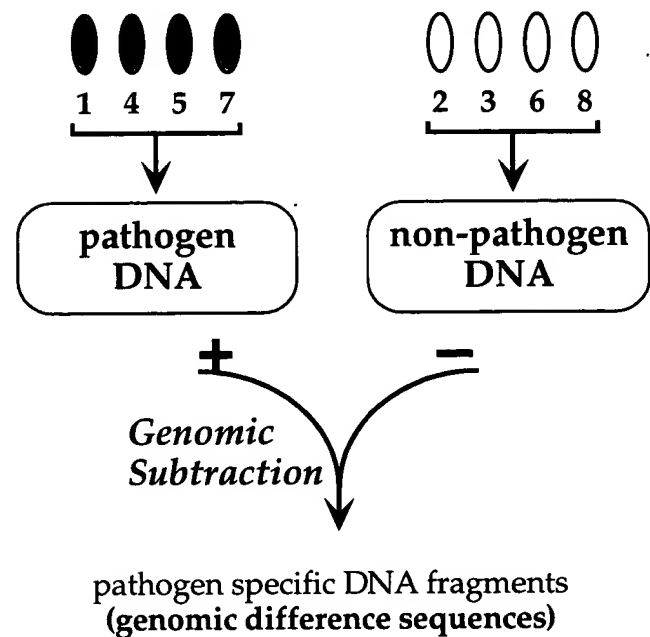 1 4 5 7
2 3 6 8
pathogen
DNA
non-pathogen
DNA
+
−
Genomic
Subtraction
pathogen specific DNA fragments
(genomic difference sequences)